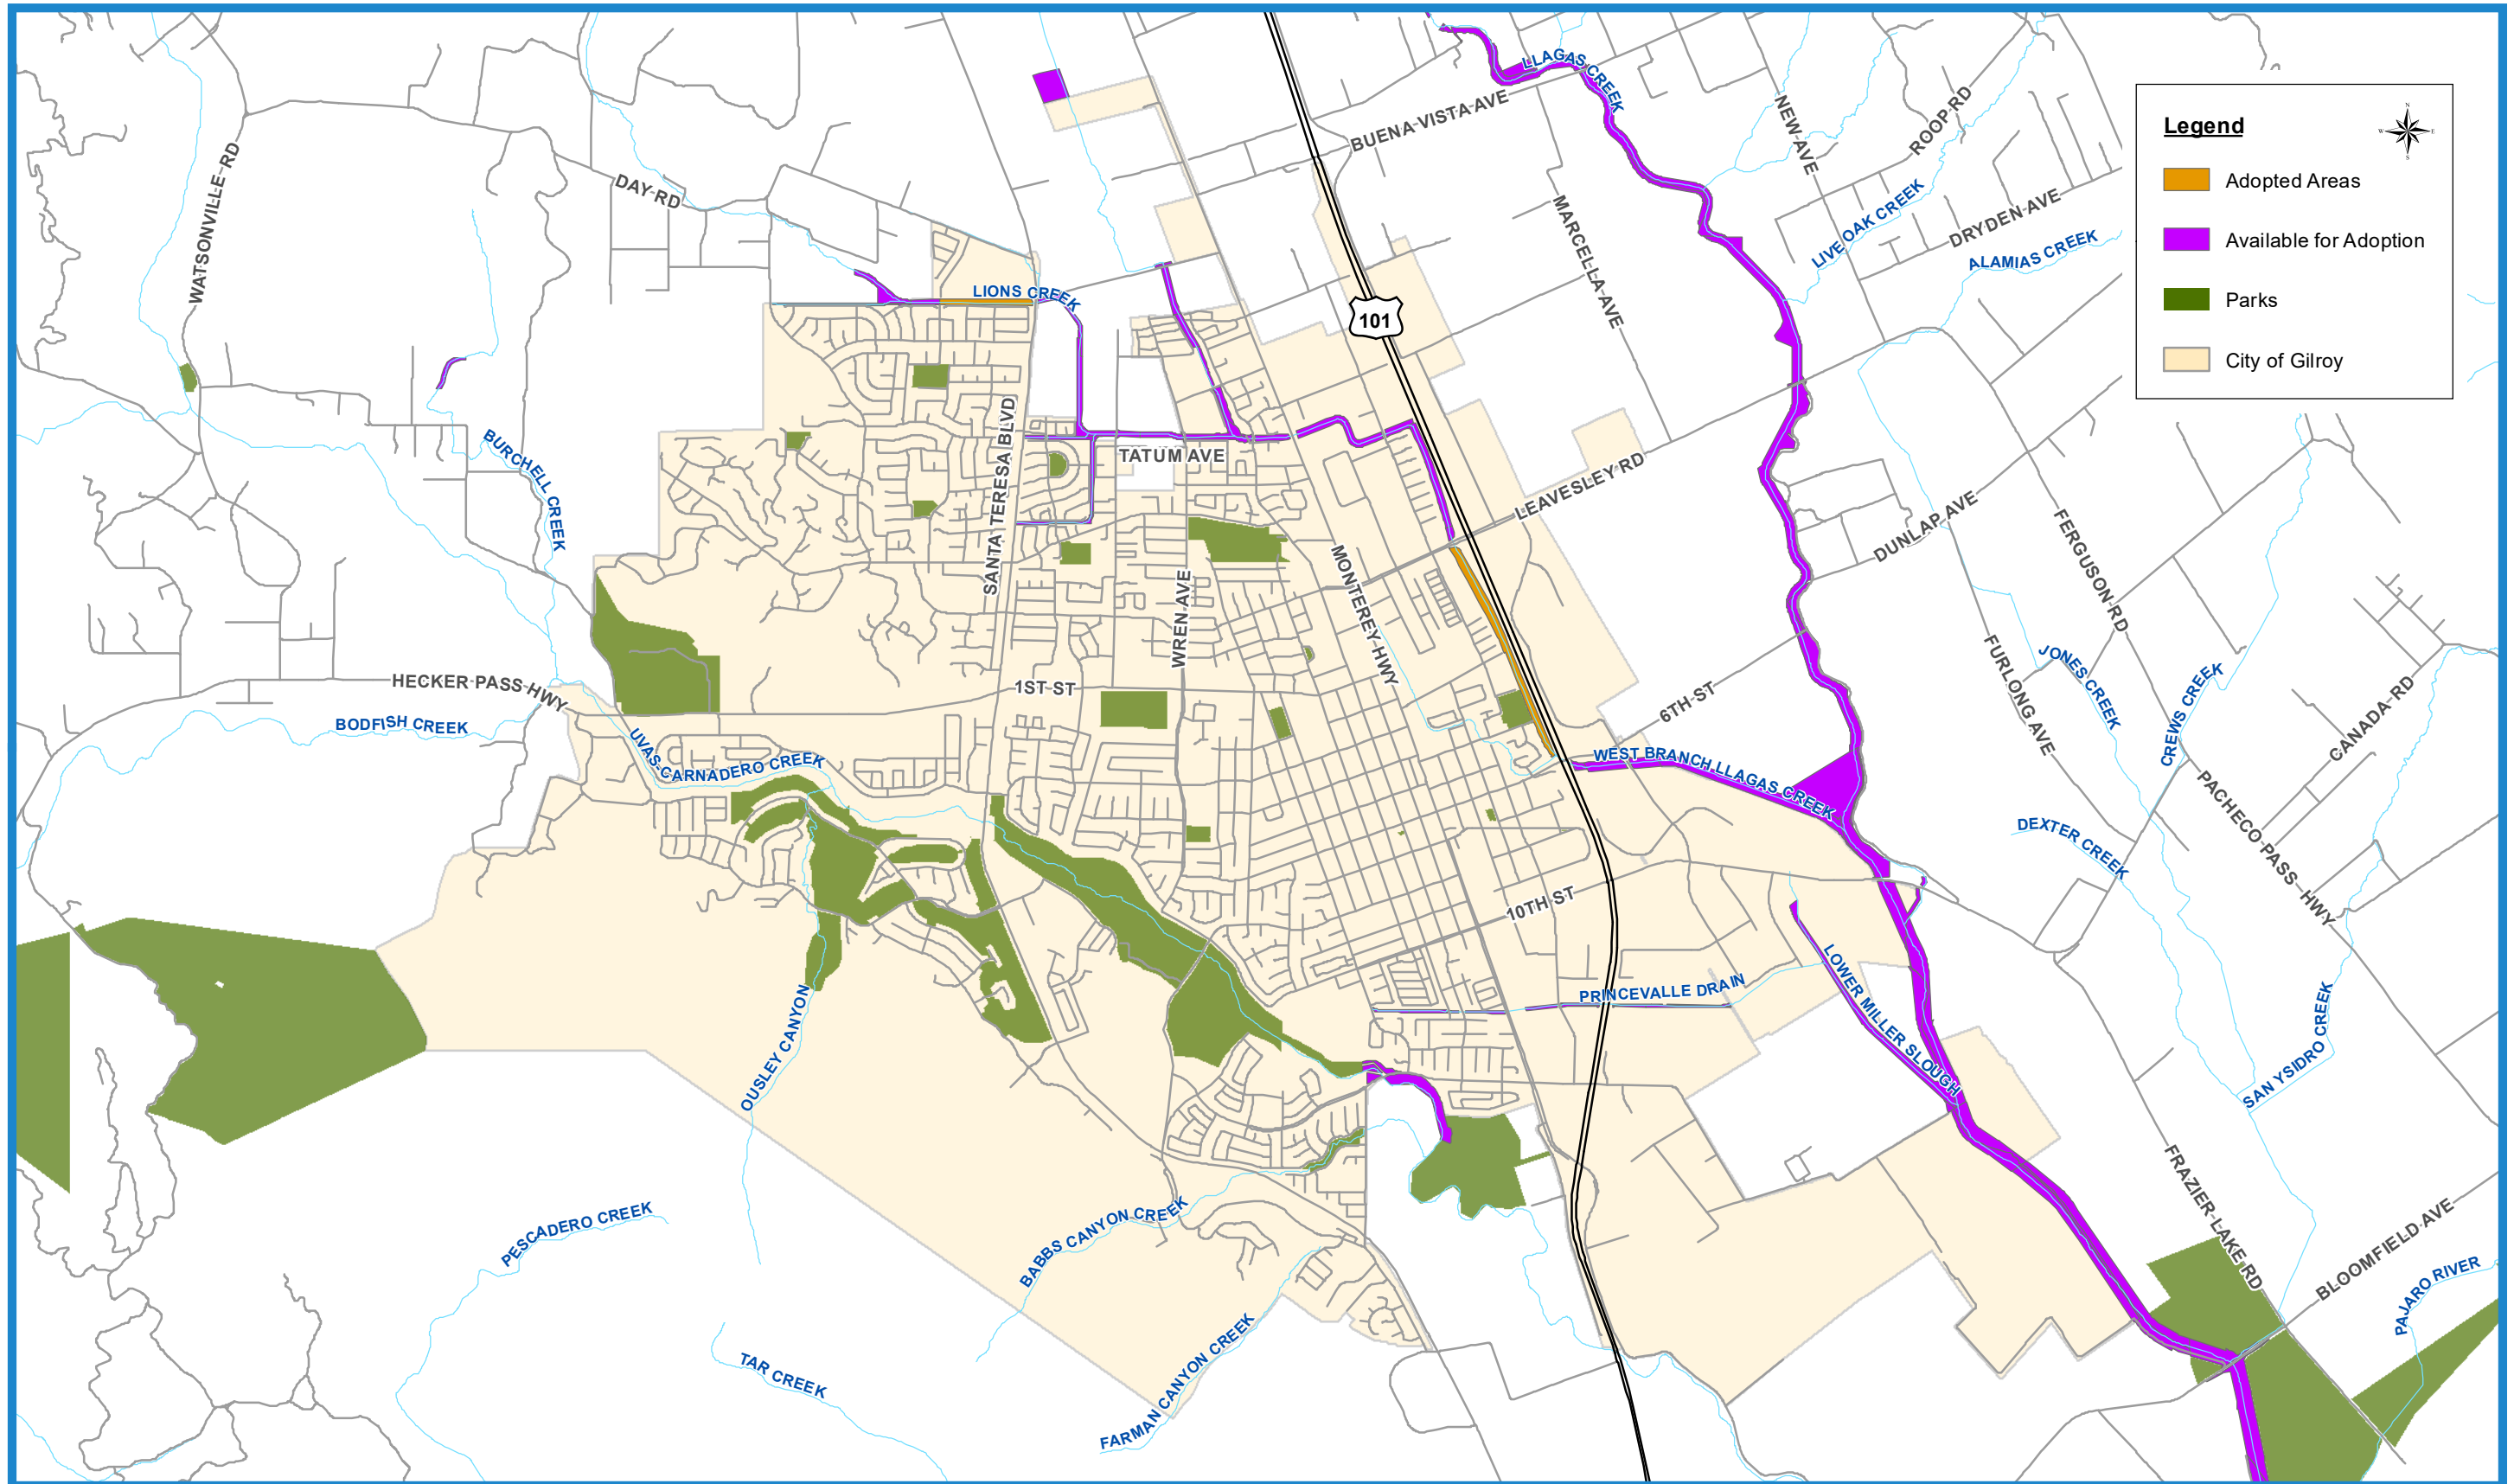 LLAGAS CREEK
BUENA VISTA AVE
NEW AVE
ROOP RD
Legend
N
W
E
S
Adopted Areas
Available for Adoption
Parks
City of Gilroy
WATSONVILLE RD
DAY RD
MARCELLA AVE
LIVE OAK CREEK
DRYDEN AVE
ALAMIAS CREEK
LIONS CREEK
101
BURCHELL CREEK
SANTA TERESA BLVD
TATUM AVE
LEAVESLEY RD
DUNLAP AVE
FERGUSON RD
MONTEREY HWY
WREN AVE
FURLONG AVE
JONES CREEK
CREWS CREEK
CANADA RD
HECKER PASS HWY
1ST ST
6TH ST
BODFISH CREEK
UVAS-CARNADERO CREEK
WEST BRANCH LLAGAS CREEK
PACHECO PASS HWY
DEXTER CREEK
10TH ST
LOWER MILLER SLOUGH
PRINCEVALLE DRAIN
OUSLEY CANYON
SAN YSIDRO CREEK
PESCADERO CREEK
BABBS CANYON CREEK
FRAZIER LAKE RD
BLOOMFIELD AVE
PAJARO RIVER
TAR CREEK
FARMAN CANYON CREEK